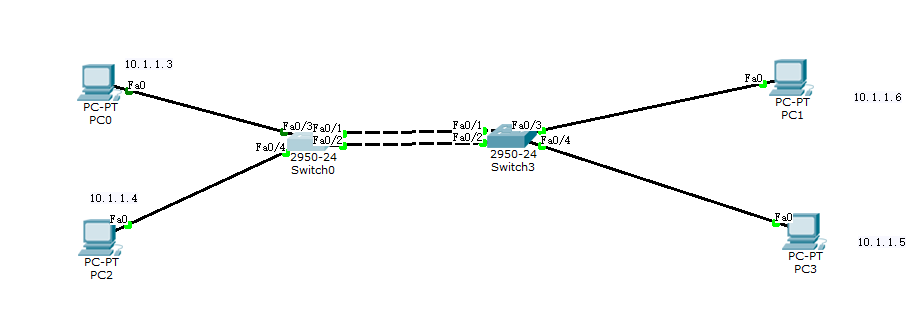 10.1.1.3
Fa0
PC-PT
PC0
Fa0/3
Fa0/1
Fa0/2
Fa0/4
2950-24
Switch0
Fa0/1
Fa0/2
Fa0/3
Fa0/4
2950-24
Switch3
Fa0
PC-PT
PC1
10.1.1.6
10.1.1.4
Fa0
PC-PT
PC2
Fa0
PC-PT
PC3
10.1.1.5